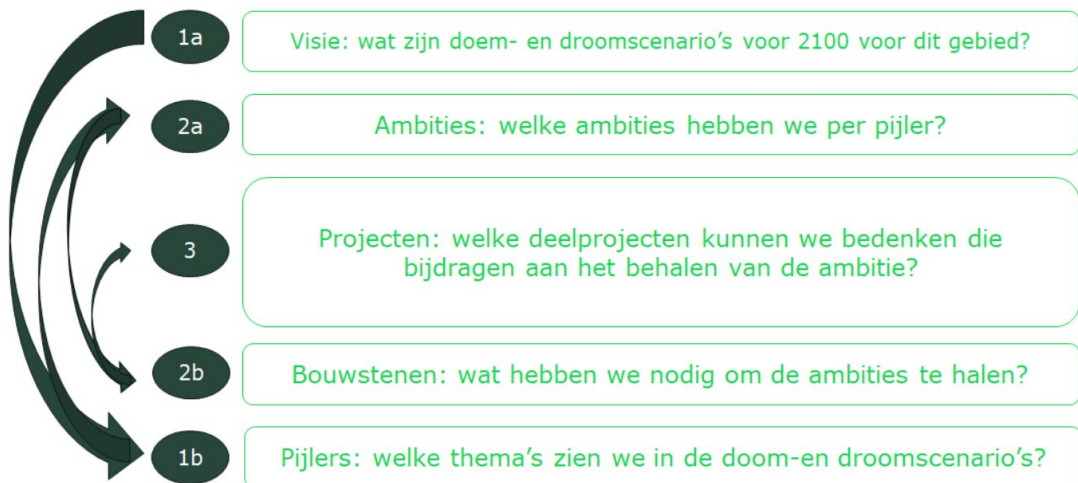 1a
Visie: wat zijn doem- en droomscenario's voor 2100 voor dit gebied?
2a
Ambities: welke ambities hebben we per pijler?
3
Projecten: welke deelprojecten kunnen we bedenken die
bijdragen aan het behalen van de ambitie?
2b
Bouwstenen: wat hebben we nodig om de ambities te halen?
1b
Pijlers: welke thema's zien we in de doom-en droomscenario's?